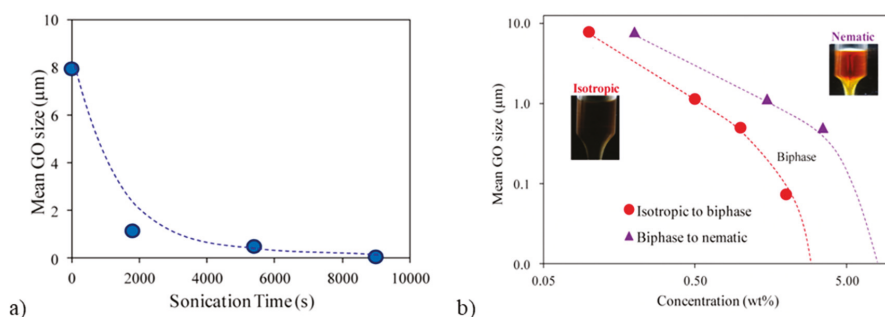 10
8
6
4
2
0
Mean GO size (µm)
0 2000 4000 6000 8000 10000
Sonication Time (s)
a)
10.0
1.0
0.1
0.0
Mean GO size (µm)
Isotropic
Nematic
Biphase
Isotropic to biphase
Biphase to nematic
0.05 0.50 5.00
Concentration (wt%)
b)